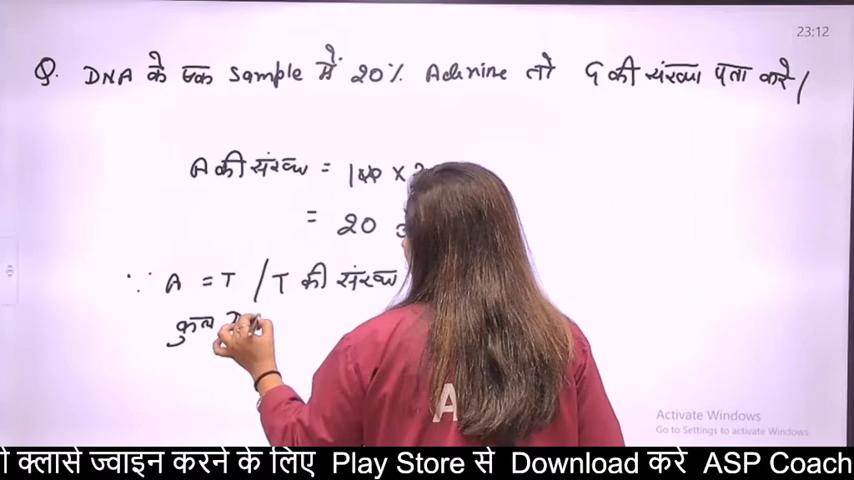 23:12
Q. DNA के एक Sample में 20% Adenine तो G की संख्या पता करे/
A की संख्या = 100 ×
= 20
∵ A = T / T की संख्या
कुल
A
Activate Windows
Go to Settings to activate Windows.
क्लासे ज्वाइन करने के लिए Play Store से Download करे ASP Coach